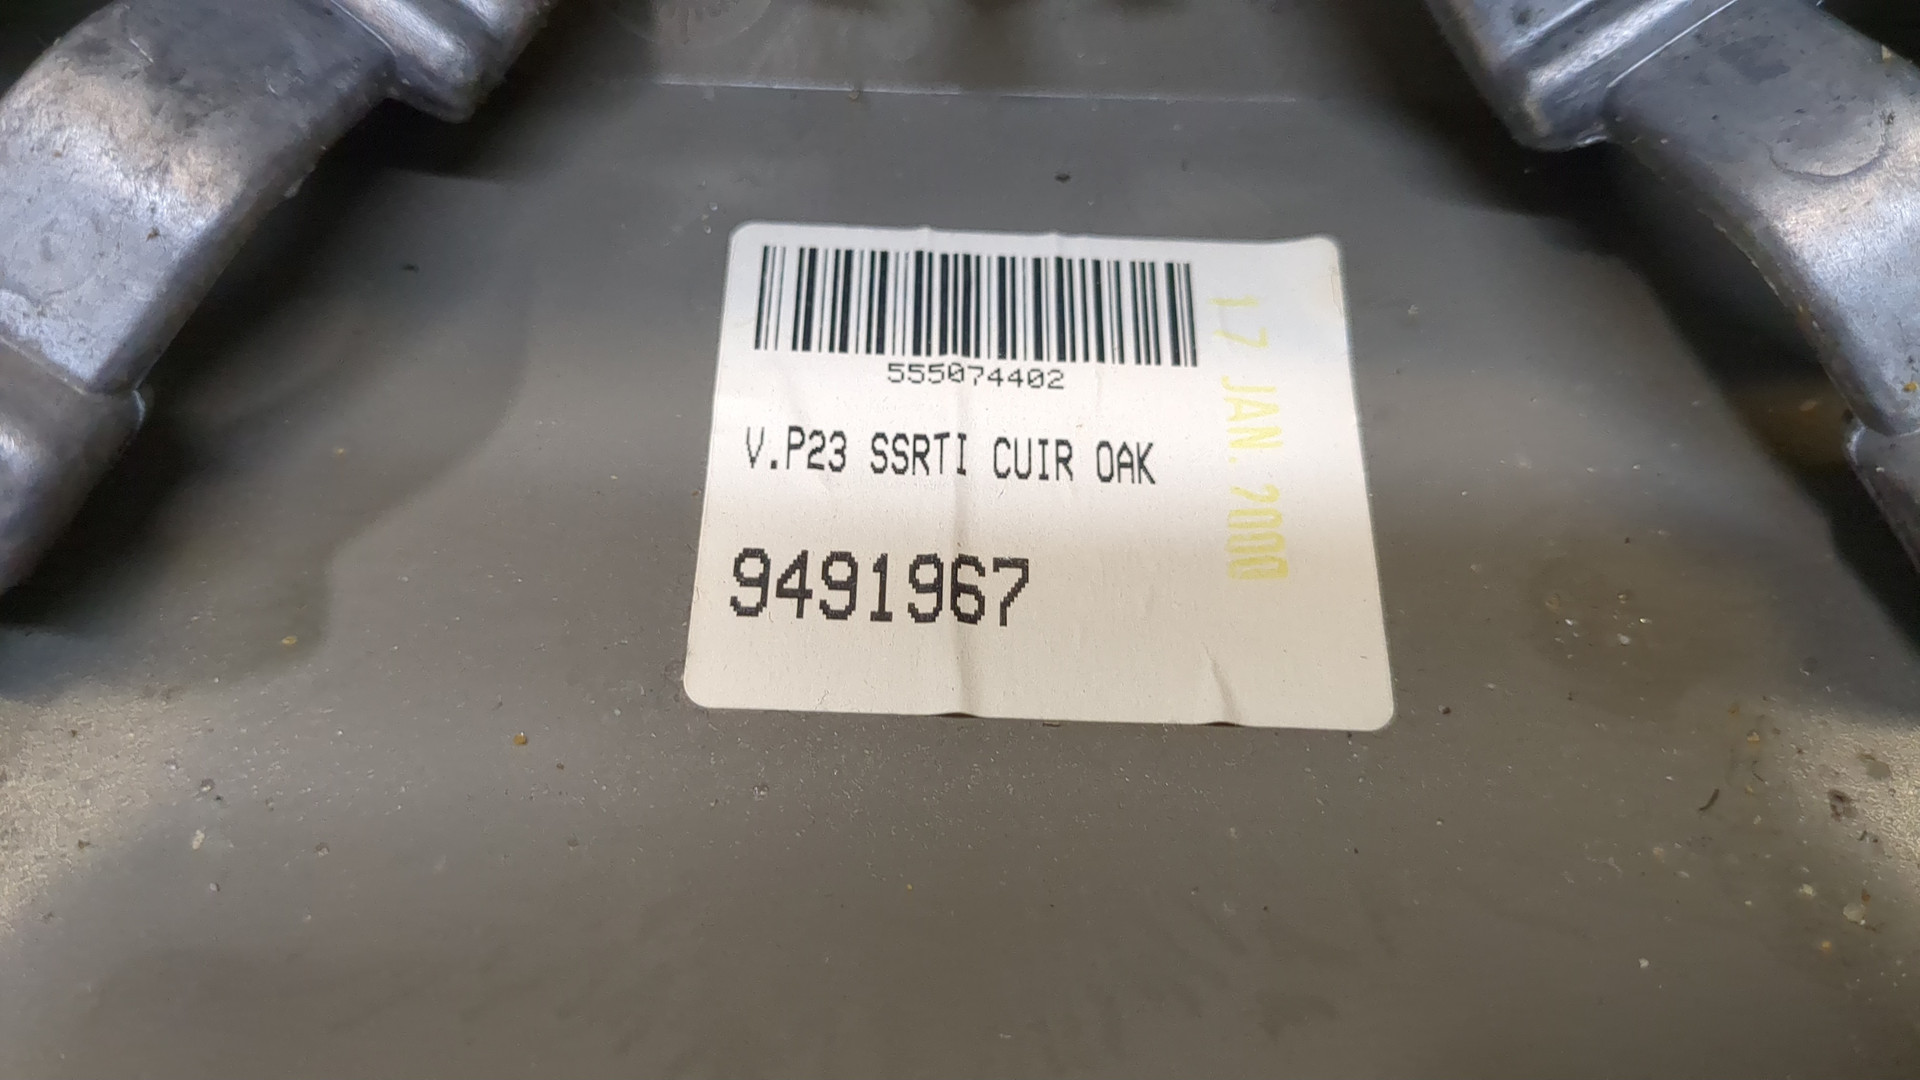 555074402
V.P23 SSRTI CUIR OAK
9491967
17 JAN. 2000